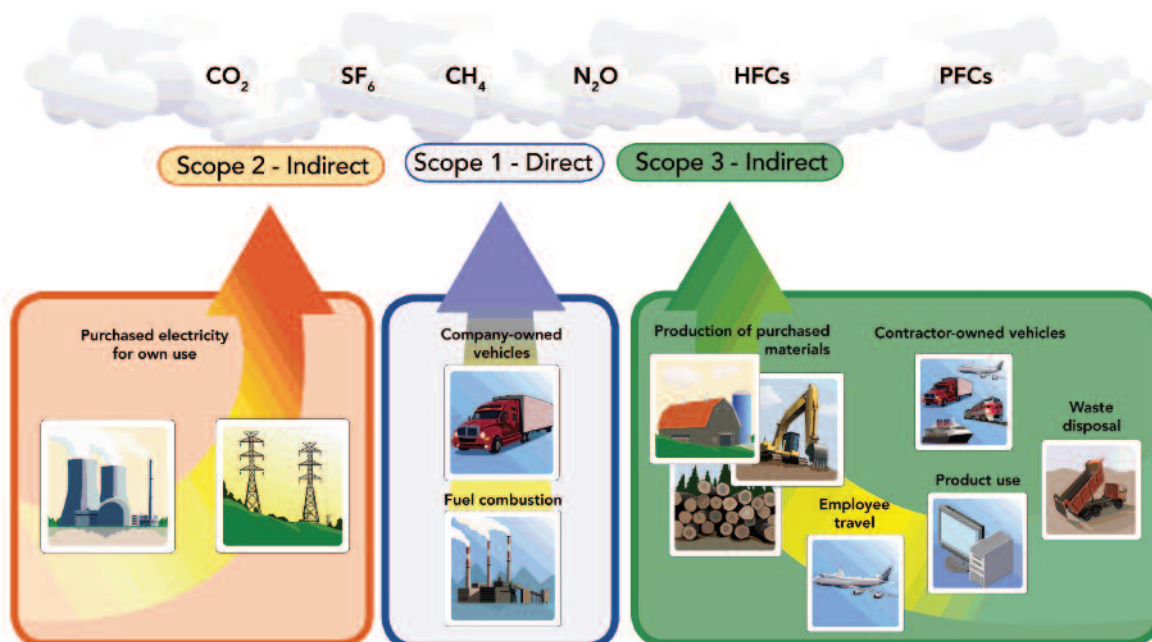 CO₂ SF₆ CH₄ N₂O HFCs PFCs
Scope 2 - Indirect
Scope 1 - Direct
Scope 3 - Indirect
Purchased electricity
for own use
Company-owned
vehicles
Fuel combustion
Production of purchased
materials
Contractor-owned vehicles
Waste
disposal
Product use
Employee
travel